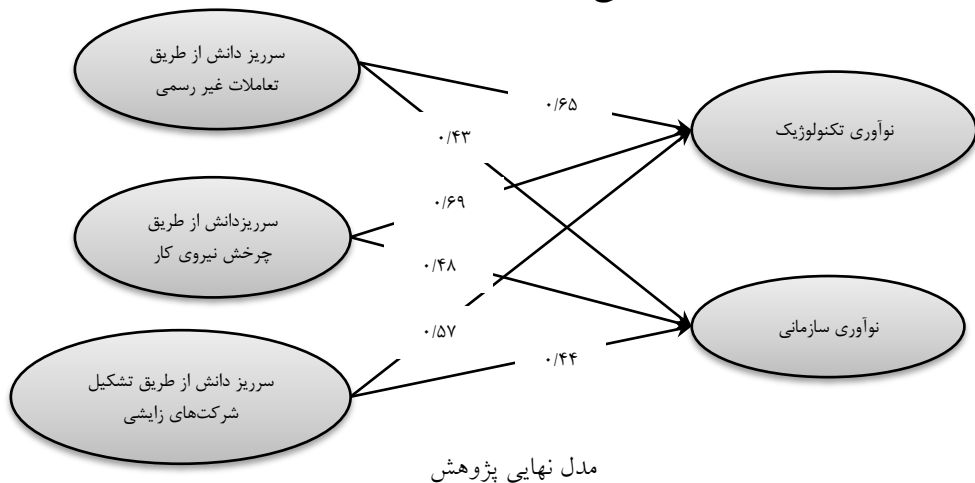 سرریز دانش از طریق
تعاملات غیر رسمی
۰/۶۵
نوآوری تکنولوژیک
۰/۴۳
سرریزدانش از طریق
چرخش نیروی کار
۰/۶۹
۰/۴۸
نوآوری سازمانی
۰/۵۷
۰/۴۴
سرریز دانش از طریق تشکیل
شرکت‌های زایشی
مدل نهایی پژوهش